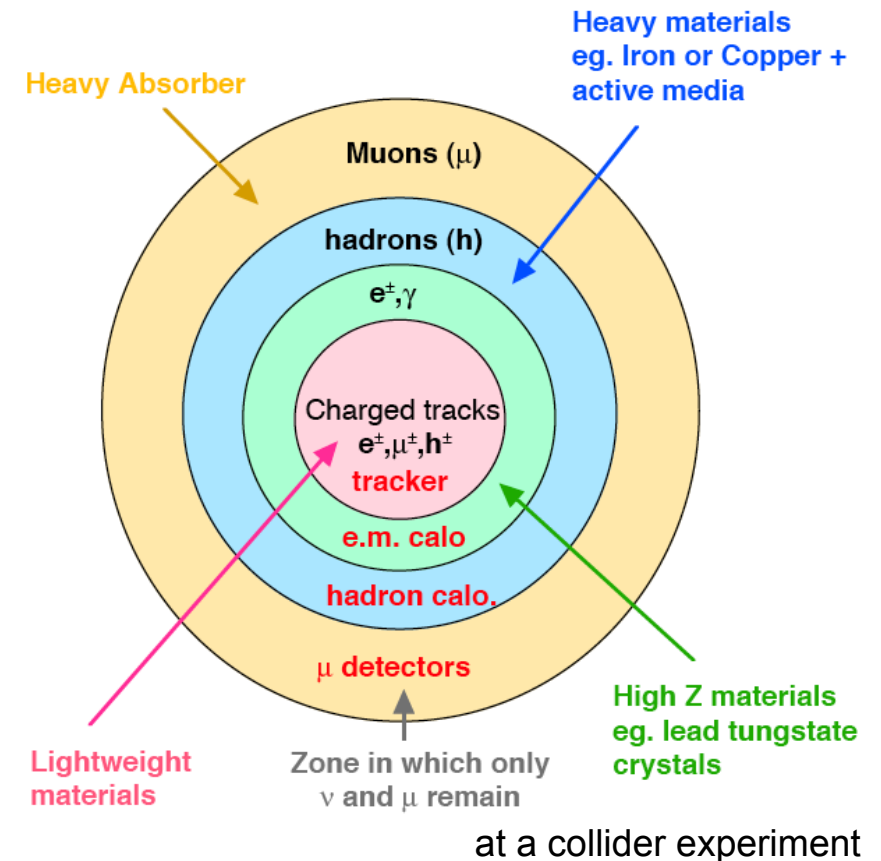 Heavy materials
eg. Iron or Copper +
active media
Heavy Absorber
Muons (μ)
hadrons (h)
e±,γ
Charged tracks
e±,μ±,h±
tracker
e.m. calo
hadron calo.
μ detectors
High Z materials
eg. lead tungstate
crystals
Lightweight
materials
Zone in which only
ν and μ remain
at a collider experiment